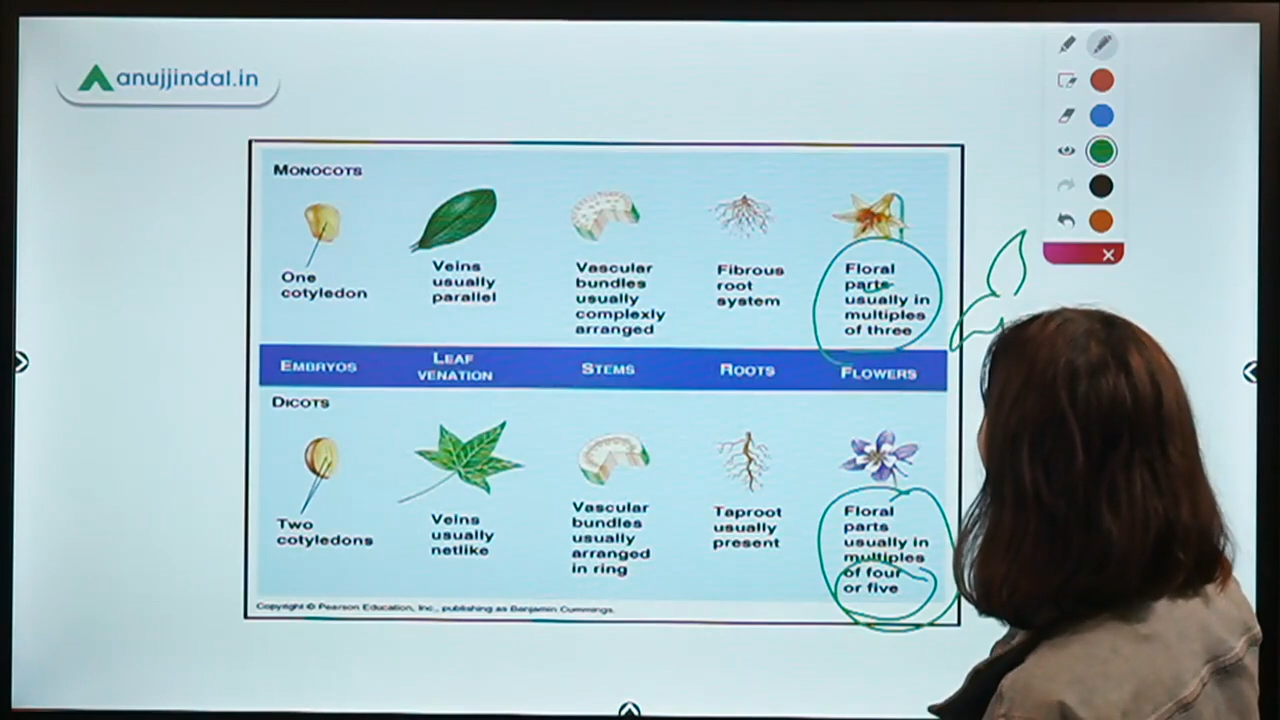 anujjindal.in
MONOCOTS
One
cotyledon
Veins
usually
parallel
Vascular
bundles
usually
complexly
arranged
Fibrous
root
system
Floral
parts
usually in
multiples
of three
EMBRYOS
LEAF
VENATION
STEMS
ROOTS
FLOWERS
DICOTS
Two
cotyledons
Veins
usually
netlike
Vascular
bundles
usually
arranged
in ring
Taproot
usually
present
Floral
parts
usually in
multiples
of four
or five
Copyright © Pearson Education, Inc., publishing as Benjamin Cummings.